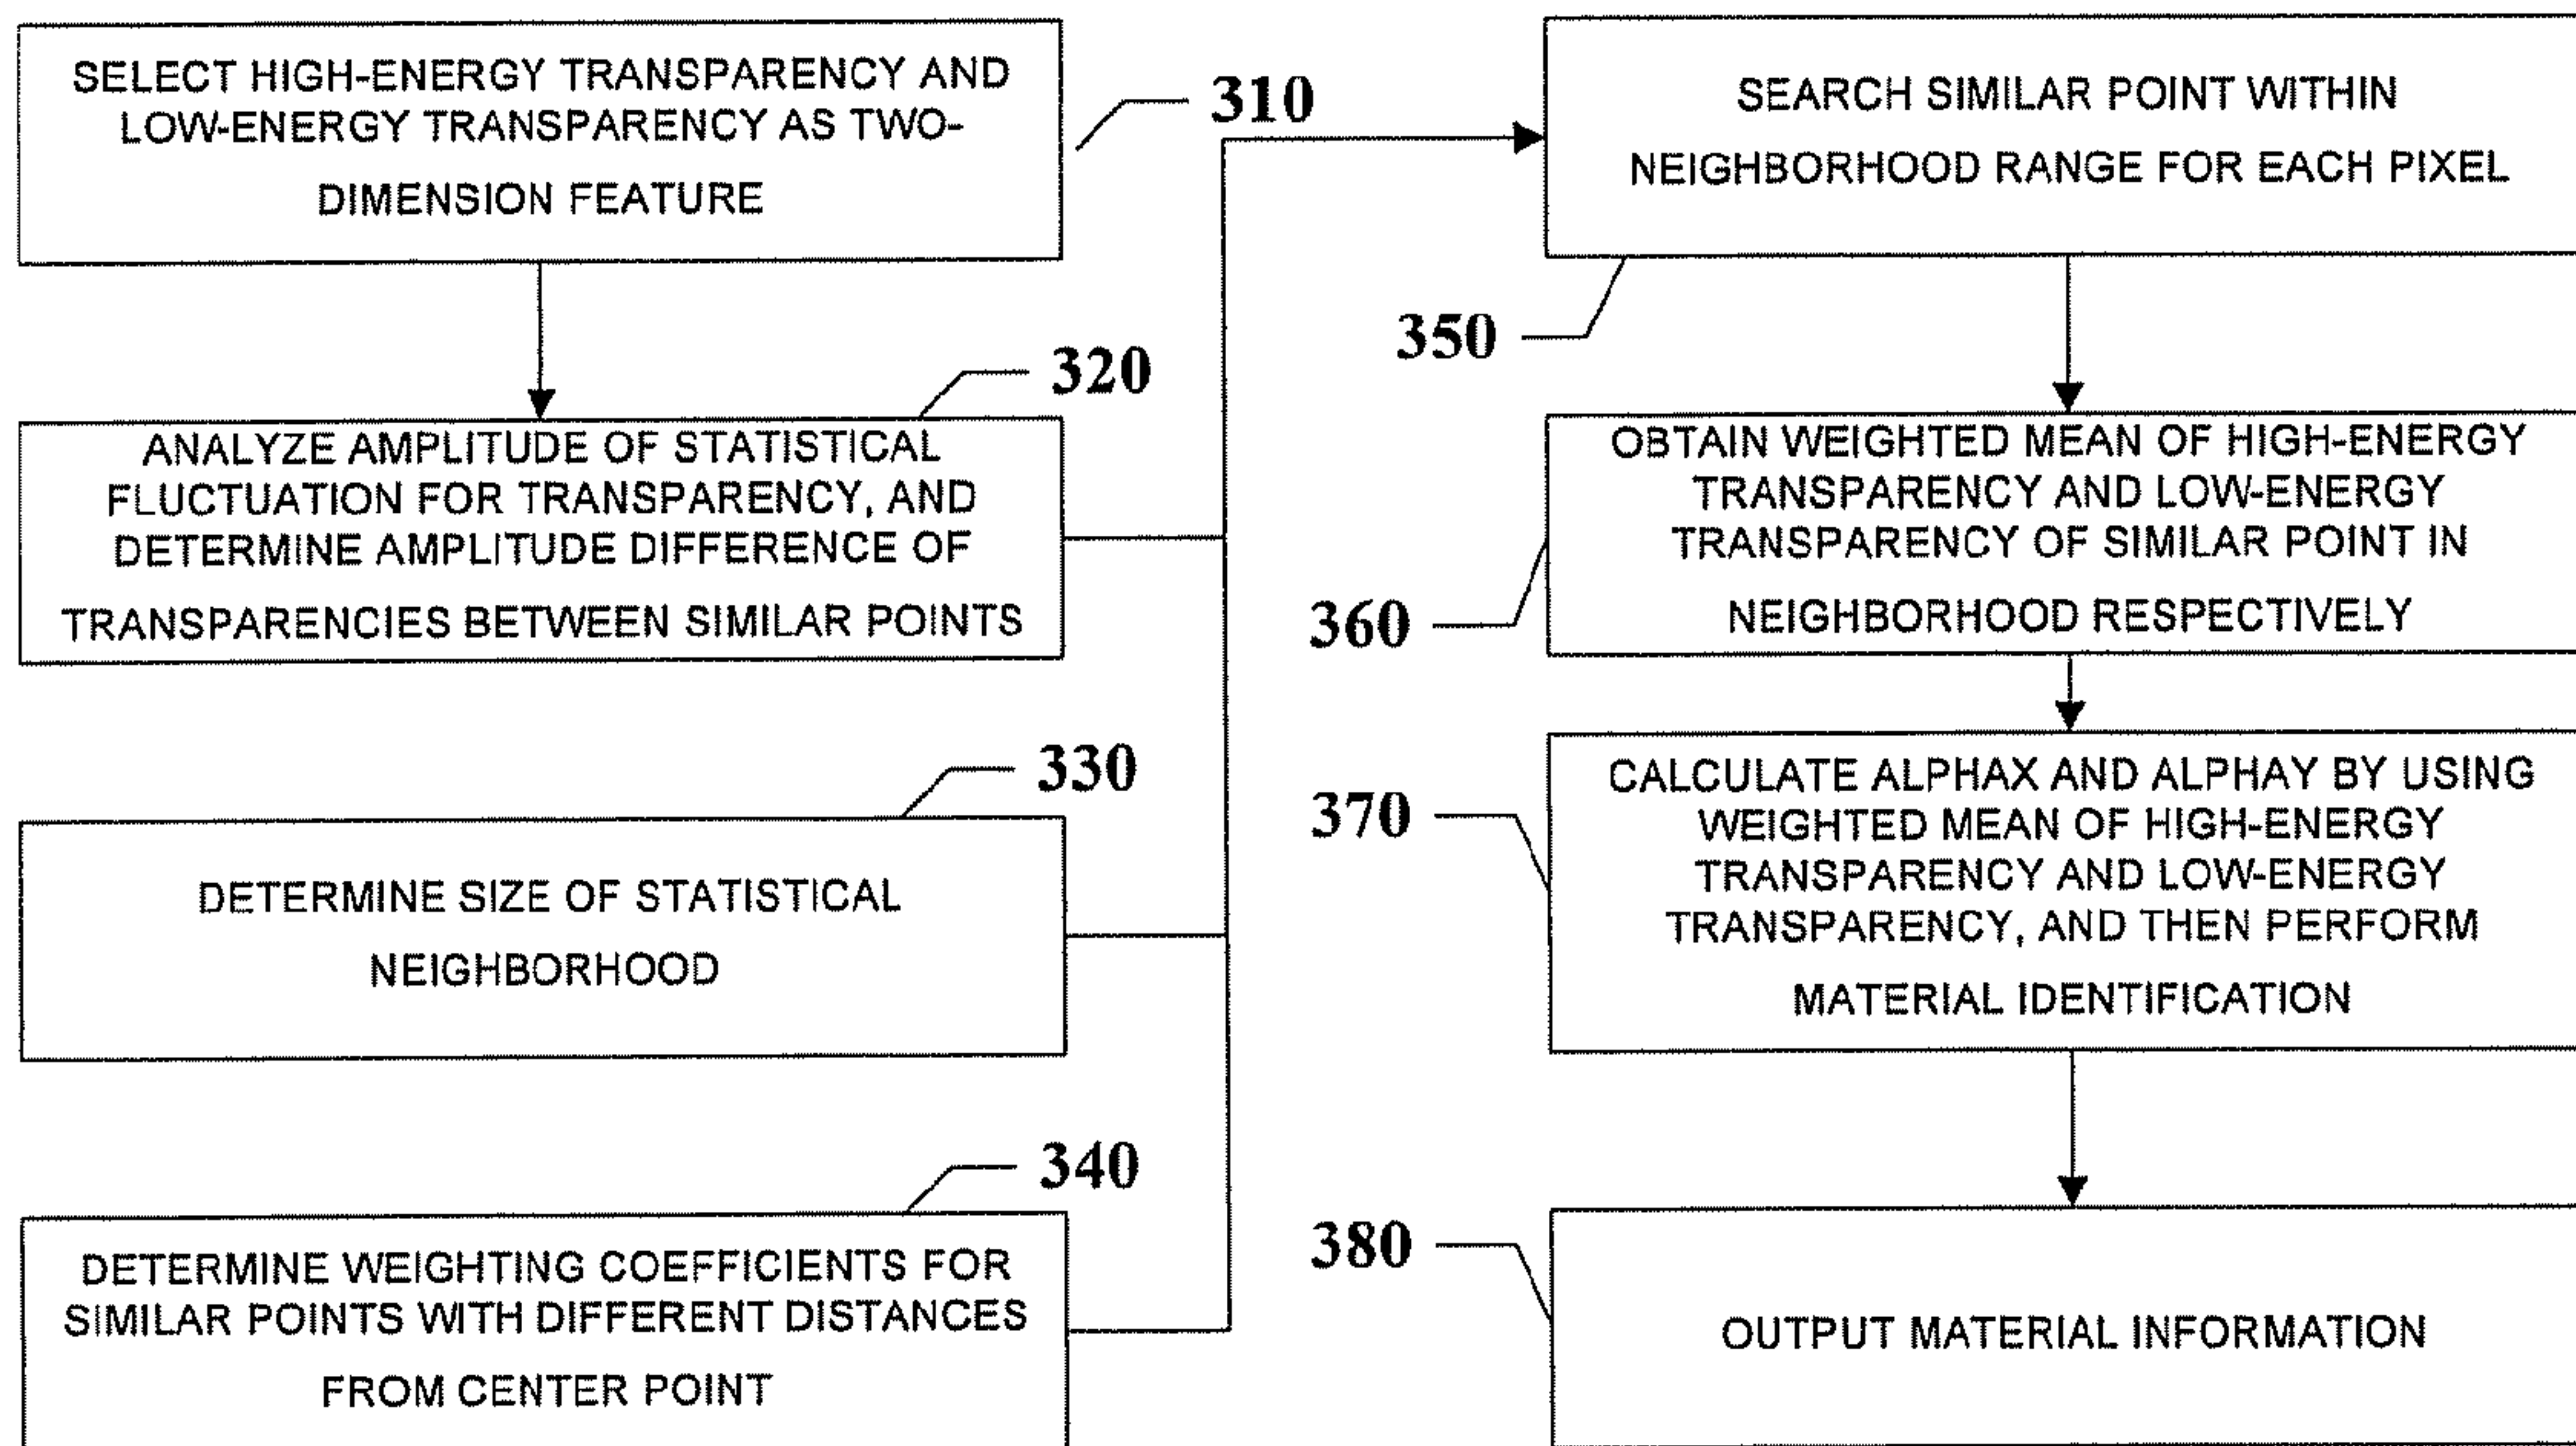 SELECT HIGH-ENERGY TRANSPARENCY AND
LOW-ENERGY TRANSPARENCY AS TWO-
DIMENSION FEATURE
310
320
ANALYZE AMPLITUDE OF STATISTICAL
FLUCTUATION FOR TRANSPARENCY, AND
DETERMINE AMPLITUDE DIFFERENCE OF
TRANSPARENCIES BETWEEN SIMILAR POINTS
330
DETERMINE SIZE OF STATISTICAL
NEIGHBORHOOD
340
DETERMINE WEIGHTING COEFFICIENTS FOR
SIMILAR POINTS WITH DIFFERENT DISTANCES
FROM CENTER POINT
SEARCH SIMILAR POINT WITHIN
NEIGHBORHOOD RANGE FOR EACH PIXEL
350
OBTAIN WEIGHTED MEAN OF HIGH-ENERGY
TRANSPARENCY AND LOW-ENERGY
TRANSPARENCY OF SIMILAR POINT IN
NEIGHBORHOOD RESPECTIVELY
360
CALCULATE ALPHAX AND ALPHAY BY USING
WEIGHTED MEAN OF HIGH-ENERGY
TRANSPARENCY AND LOW-ENERGY
TRANSPARENCY, AND THEN PERFORM
MATERIAL IDENTIFICATION
370
380
OUTPUT MATERIAL INFORMATION